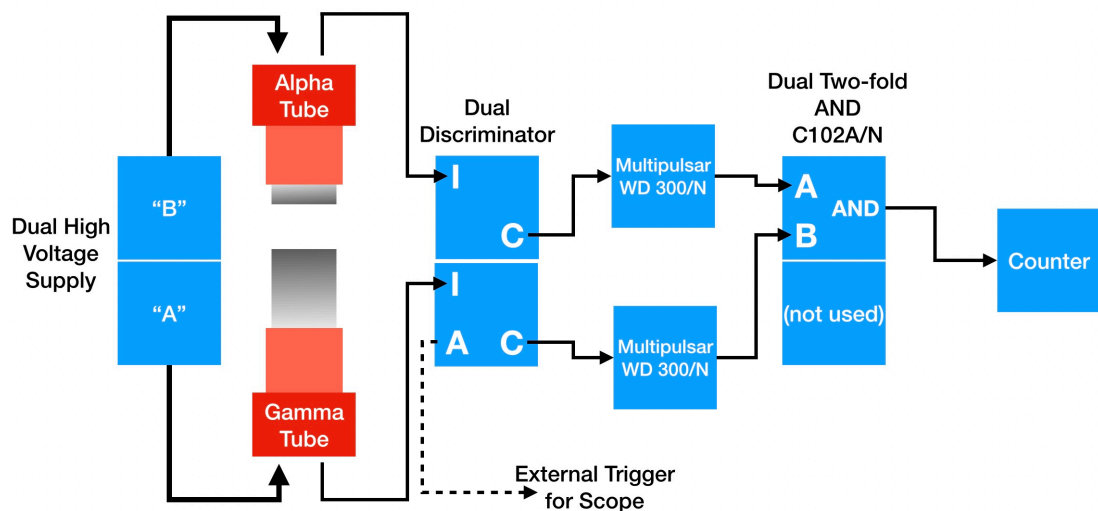 Dual High
Voltage
Supply
“B”
“A”
Alpha
Tube
Gamma
Tube
Dual
Discriminator
I
C
I
A
C
External Trigger
for Scope
Multipulsar
WD 300/N
Multipulsar
WD 300/N
Dual Two-fold
AND
C102A/N
A
AND
B
(not used)
Counter